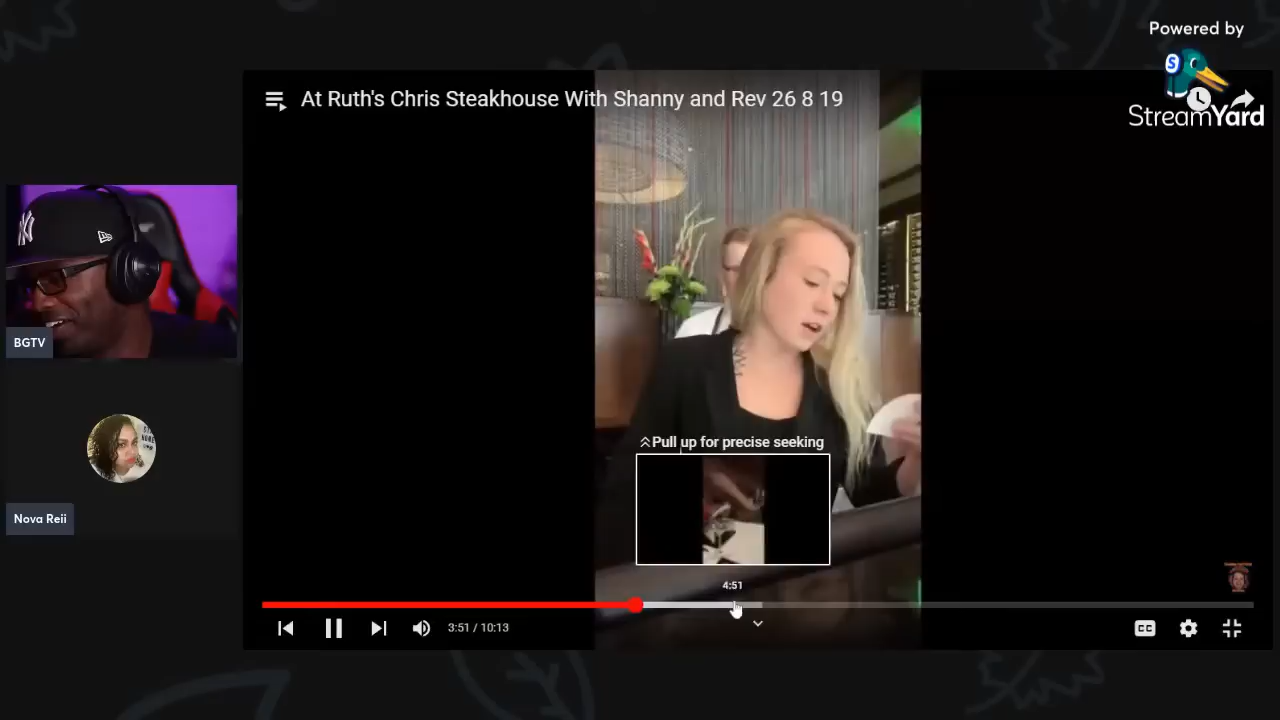 Powered by
StreamYard
At Ruth's Chris Steakhouse With Shanny and Rev 26 8 19
BGTV
Nova Reii
Pull up for precise seeking
4:51
3:51 / 10:13
CC